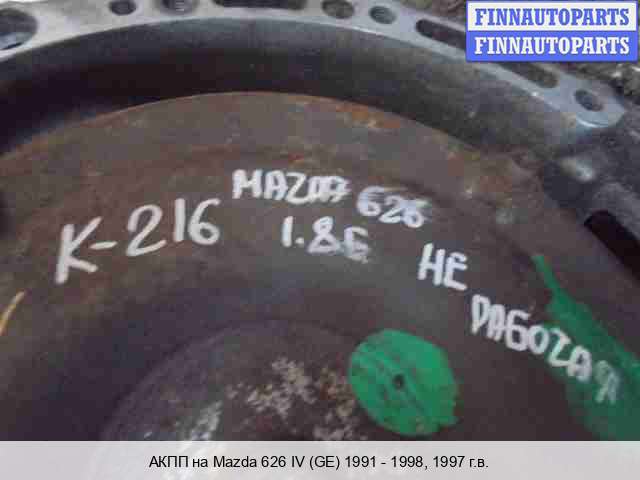 FINNAUTOPARTS
FINNAUTOPARTS
MAZDA 626
K-216
1.8Б
НЕ
РАБОЧАЯ
АКПП на Mazda 626 IV (GE) 1991 - 1998, 1997 г.в.